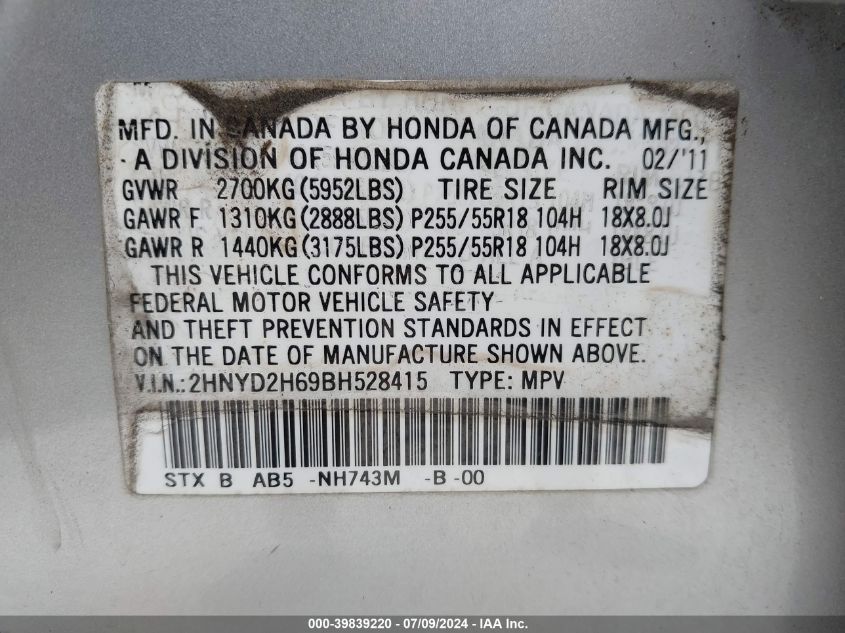 MFD. IN CANADA BY HONDA OF CANADA MFG.,
A DIVISION OF HONDA CANADA INC. 02/'11
GVWR 2700KG(5952LBS) TIRE SIZE RIM SIZE
GAWR F 1310KG(2888LBS) P255/55R18 104H 18X8.0J
GAWR R 1440KG(3175LBS) P255/55R18 104H 18X8.0J
THIS VEHICLE CONFORMS TO ALL APPLICABLE
FEDERAL MOTOR VEHICLE SAFETY
AND THEFT PREVENTION STANDARDS IN EFFECT
ON THE DATE OF MANUFACTURE SHOWN ABOVE.
V.I.N.:2HNYD2H69BH528415 TYPE: MPV
STX B AB5 -NH743M -B -00
000-39839220 - 07/09/2024 - IAA Inc.